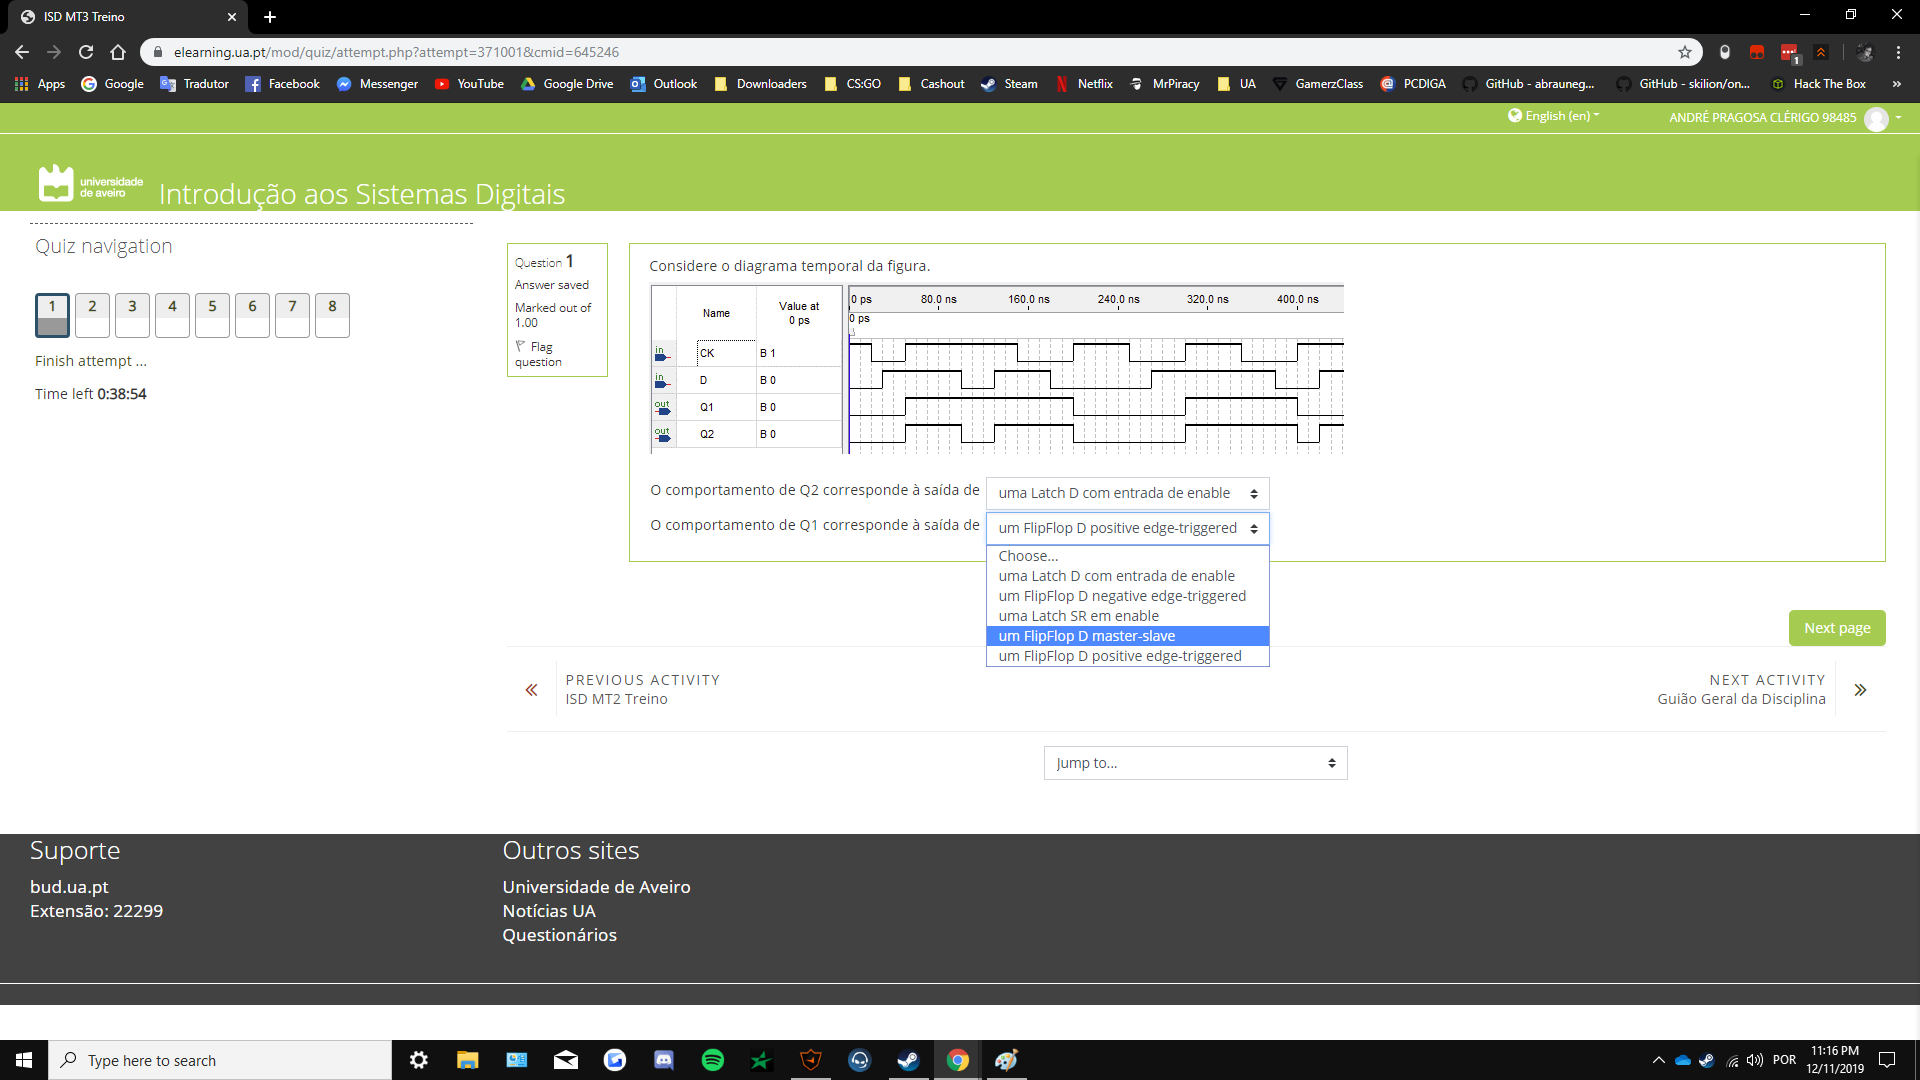 ISD MT3 Treino
elearning.ua.pt/mod/quiz/attempt.php?attempt=371001&cmid=645246
1
Apps Google Tradutor Facebook Messenger YouTube Google Drive Outlook Downloaders CS:GO Cashout Steam Netflix MrPiracy UA GamerzClass PCDIGA GitHub - abrauneg... GitHub - skilion/on... Hack The Box »
English (en)
ANDRÉ PRAGOSA CLÉRIGO 98485
universidade
de aveiro
Introdução aos Sistemas Digitais
Quiz navigation
1 2 3 4 5 6 7 8
Finish attempt ...
Time left 0:38:54
Question 1
Answer saved
Marked out of
1.00
Flag
question
Considere o diagrama temporal da figura.
Name
Value at
0 ps
0 ps 80.0 ns 160.0 ns 240.0 ns 320.0 ns 400.0 ns
0 ps
in CK B 1
in D B 0
out Q1 B 0
out Q2 B 0
O comportamento de Q2 corresponde à saída de uma Latch D com entrada de enable
O comportamento de Q1 corresponde à saída de um FlipFlop D positive edge-triggered
Choose...
uma Latch D com entrada de enable
um FlipFlop D negative edge-triggered
uma Latch SR em enable
um FlipFlop D master-slave
um FlipFlop D positive edge-triggered
Next page
PREVIOUS ACTIVITY
ISD MT2 Treino
NEXT ACTIVITY
Guião Geral da Disciplina
Jump to...
Suporte
bud.ua.pt
Extensão: 22299
Outros sites
Universidade de Aveiro
Notícias UA
Questionários
Type here to search
POR
11:16 PM
12/11/2019